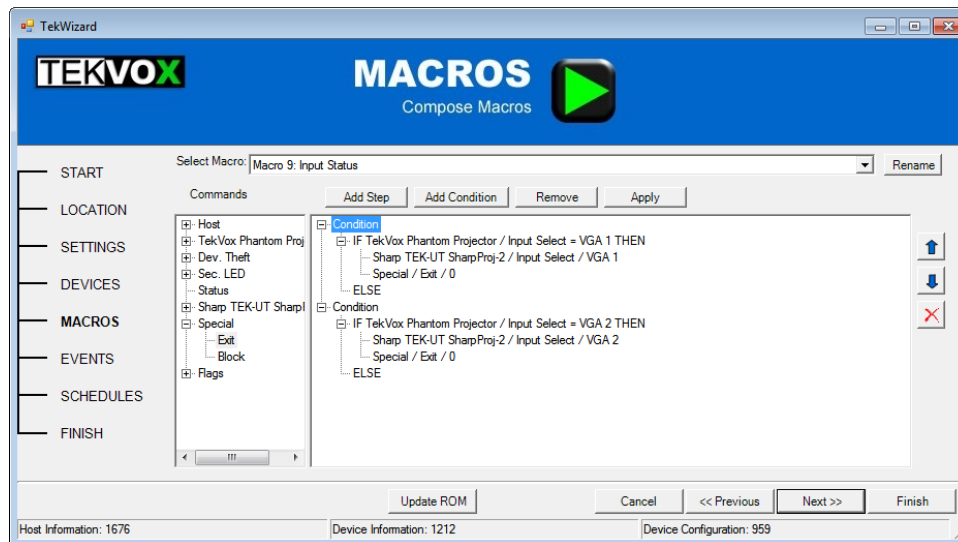 TekWizard
TEKVOX
MACROS
Compose Macros
START
LOCATION
SETTINGS
DEVICES
MACROS
EVENTS
SCHEDULES
FINISH
Select Macro: Macro 9: Input Status Rename
Commands Add Step Add Condition Remove Apply
Host
TekVox Phantom Proj
Dev. Theft
Sec. LED
Status
Sharp TEK-UT SharpI
Special
Exit
Block
Flags
Condition
IF TekVox Phantom Projector / Input Select = VGA 1 THEN
Sharp TEK-UT SharpProj-2 / Input Select / VGA 1
Special / Exit / 0
ELSE
Condition
IF TekVox Phantom Projector / Input Select = VGA 2 THEN
Sharp TEK-UT SharpProj-2 / Input Select / VGA 2
Special / Exit / 0
ELSE
Update ROM Cancel << Previous Next >> Finish
Host Information: 1676 Device Information: 1212 Device Configuration: 959